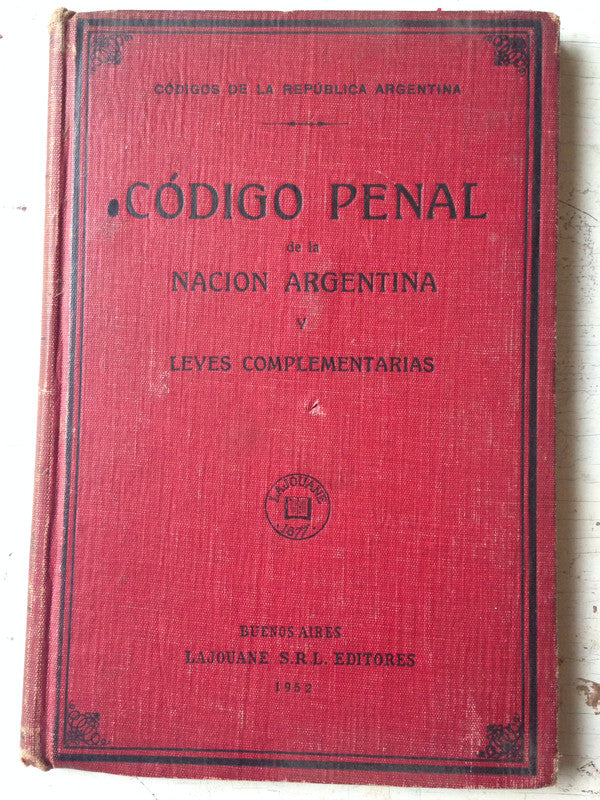 CÓDIGOS DE LA REPÚBLICA ARGENTINA
CÓDIGO PENAL
de la
NACION ARGENTINA
Y
LEYES COMPLEMENTARIAS
LAJOUANE
· 1877 ·
BUENOS AIRES
LAJOUANE S.R.L. EDITORES
1952